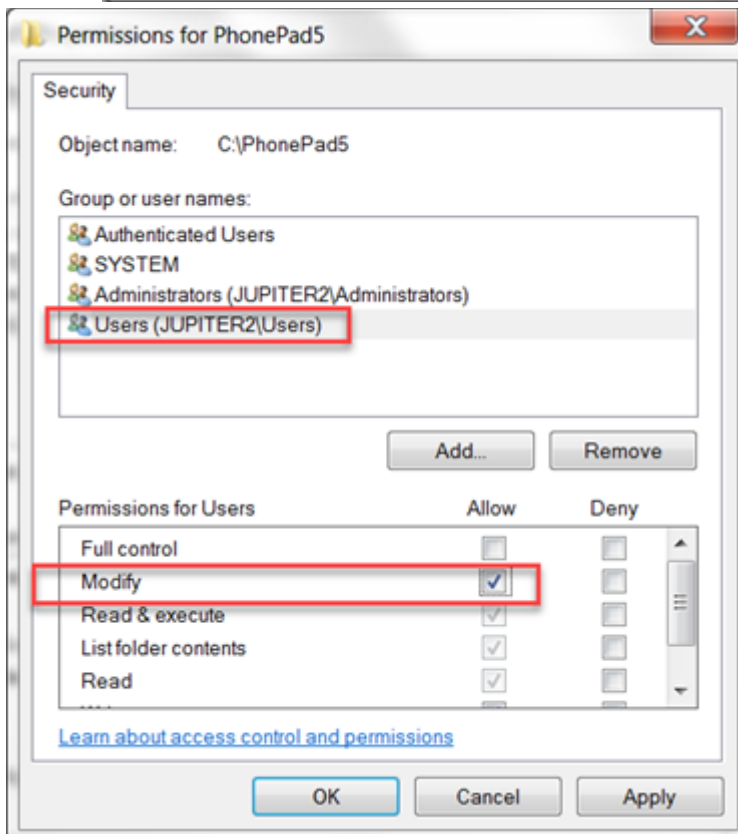 Permissions for PhonePad5
Security
Object name: C:\PhonePad5
Group or user names:
Authenticated Users
SYSTEM
Administrators (JUPITER2\Administrators)
Users (JUPITER2\Users)
Add... Remove
Permissions for Users Allow Deny
Full control
Modify
Read & execute
List folder contents
Read
Learn about access control and permissions
OK Cancel Apply